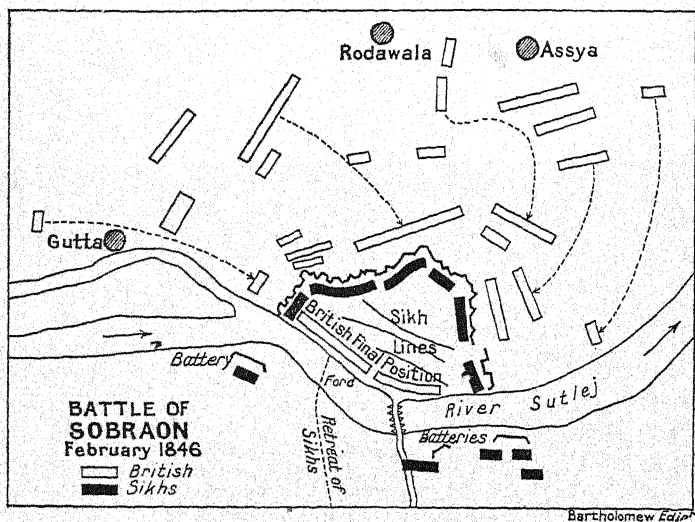 Rodawala
Assya
Gutta
Sikh
Lines
British Final Position
Battery
Ford
River Sutlej
Retreat of
Sikhs
Batteries
BATTLE OF
SOBRAON
February 1846
British
Sikhs
Bartholomew Edinr